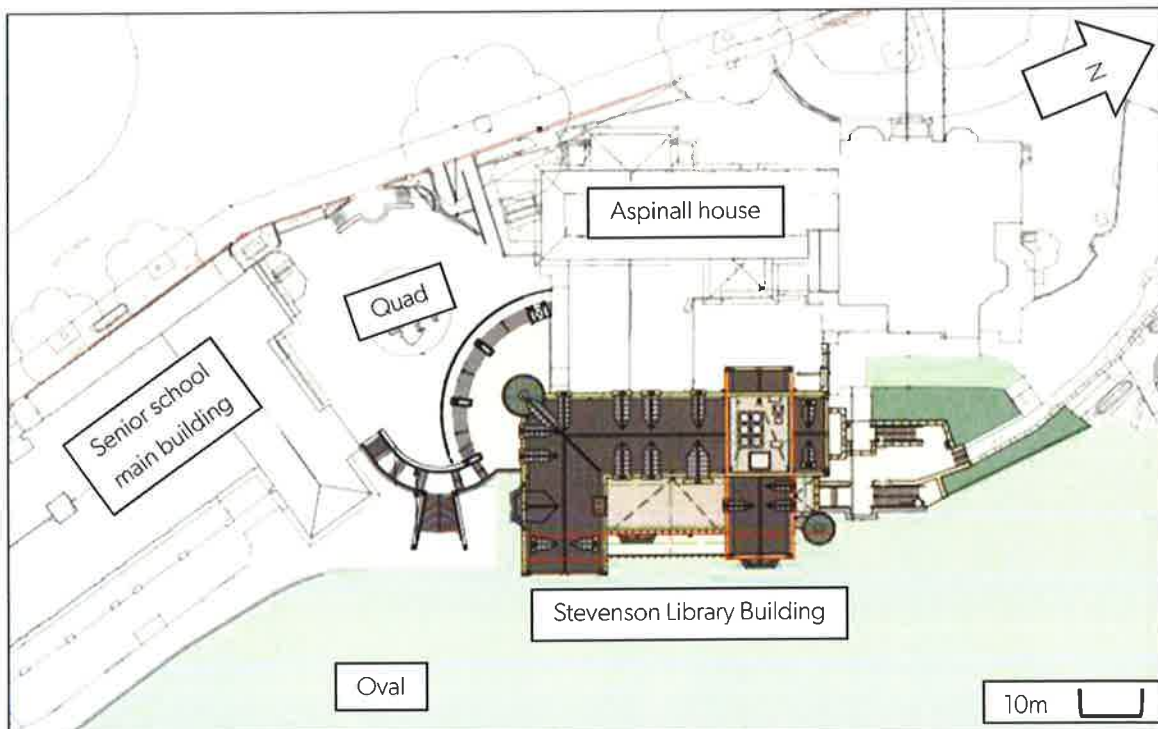 N
Aspinall house
Quad
Senior school
main building
Stevenson Library Building
Oval
10m